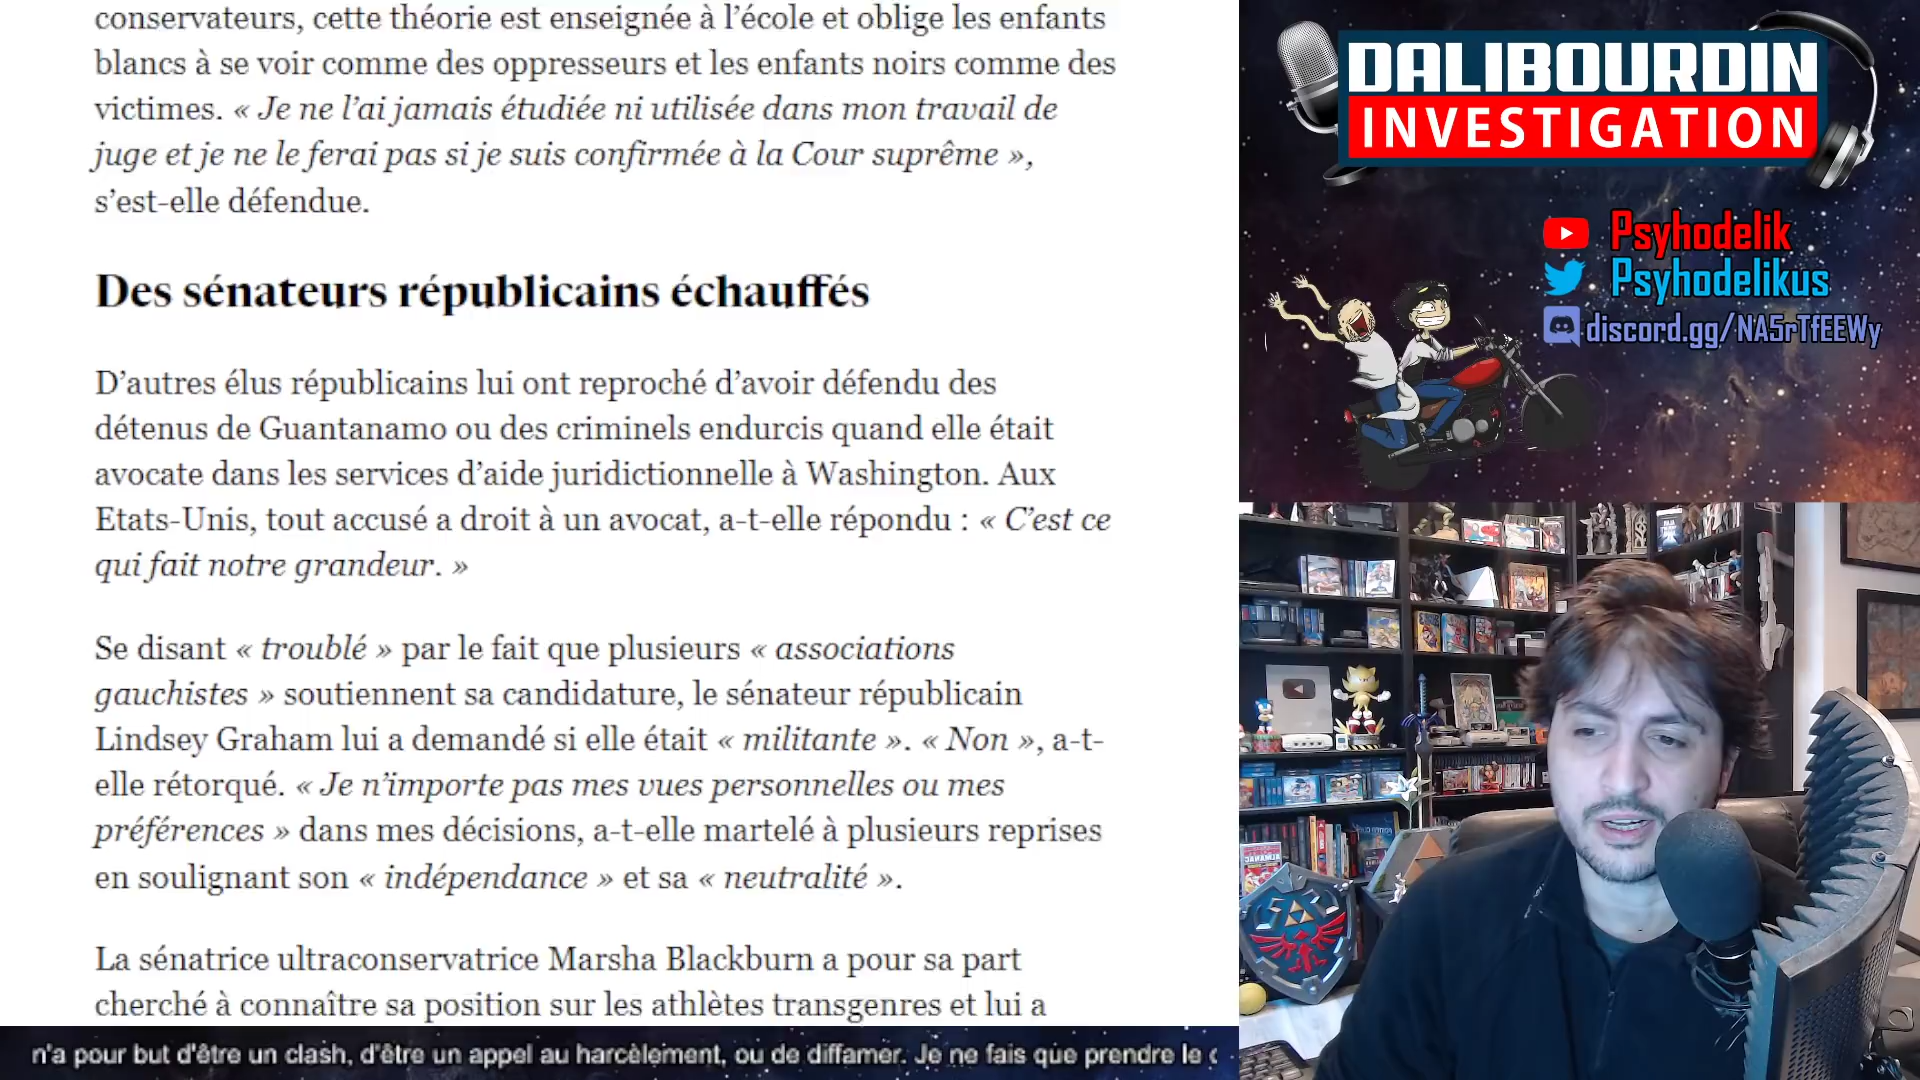 conservateurs, cette théorie est enseignée à l’école et oblige les enfants
blancs à se voir comme des oppresseurs et les enfants noirs comme des
victimes. « Je ne l’ai jamais étudiée ni utilisée dans mon travail de
juge et je ne le ferai pas si je suis confirmée à la Cour suprême »,
s’est-elle défendue.
Des sénateurs républicains échauffés
D’autres élus républicains lui ont reproché d’avoir défendu des
détenus de Guantanamo ou des criminels endurcis quand elle était
avocate dans les services d’aide juridictionnelle à Washington. Aux
Etats-Unis, tout accusé a droit à un avocat, a-t-elle répondu : « C’est ce
qui fait notre grandeur. »
Se disant « troublé » par le fait que plusieurs « associations
gauchistes » soutiennent sa candidature, le sénateur républicain
Lindsey Graham lui a demandé si elle était « militante ». « Non », a-t-
elle rétorqué. « Je n’importe pas mes vues personnelles ou mes
préférences » dans mes décisions, a-t-elle martelé à plusieurs reprises
en soulignant son « indépendance » et sa « neutralité ».
La sénatrice ultraconservatrice Marsha Blackburn a pour sa part
cherché à connaître sa position sur les athlètes transgenres et lui a
n'a pour but d'être un clash, d'être un appel au harcèlement, ou de diffamer. Je ne fais que prendre le
DALIBOURDIN
INVESTIGATION
Psyhodelik
Psyhodelikus
discord.gg/NA5rTfEEWy